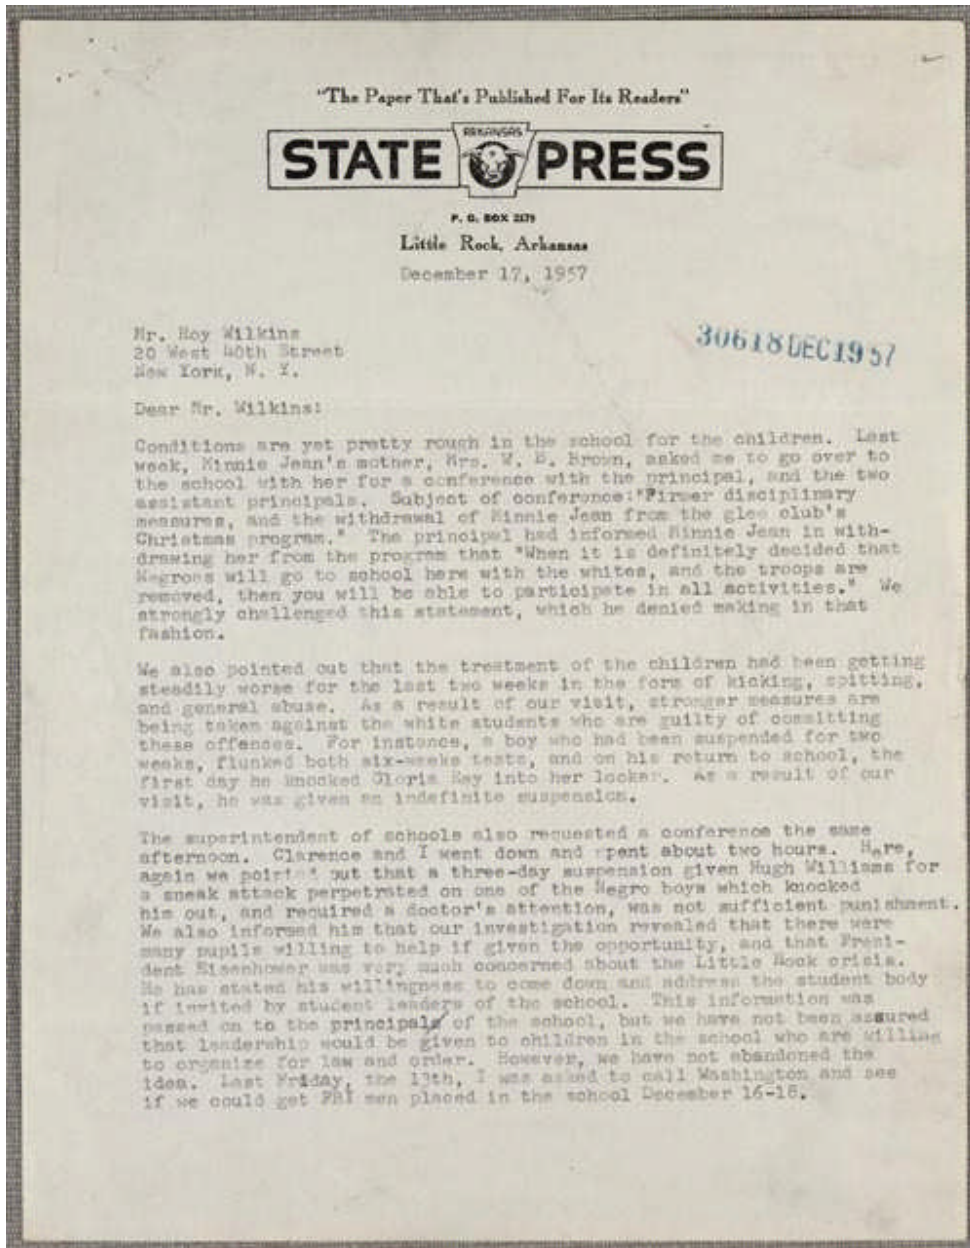 "The Paper That's Published For Its Readers"
ARKANSAS
STATE PRESS
P. O. BOX 2179
Little Rock, Arkansas
December 17, 1957
30618 DEC 19 57
Mr. Roy Wilkins
20 West 40th Street
New York, N. Y.
Dear Mr. Wilkins:
Conditions are yet pretty rough in the school for the children. Last
week, Minnie Jean's mother, Mrs. W. B. Brown, asked me to go over to
the school with her for a conference with the principal, and the two
assistant principals. Subject of conference:"Firmer disciplinary
measures, and the withdrawal of Minnie Jean from the glee club's
Christmas program." The principal had informed Minnie Jean in with-
drawing her from the program that "When it is definitely decided that
Negroes will go to school here with the whites, and the troops are
removed, then you will be able to participate in all activities." We
strongly challenged this statement, which he denied making in that
fashion.
We also pointed out that the treatment of the children had been getting
steadily worse for the last two weeks in the form of kicking, spitting,
and general abuse. As a result of our visit, stronger measures are
being taken against the white students who are guilty of committing
these offences. For instance, a boy who had been suspended for two
weeks, flunked both six-weeks tests, and on his return to school, the
first day he knocked Gloria Ray into her locker. As a result of our
visit, he was given an indefinite suspension.
The superintendent of schools also requested a conference the same
afternoon. Clarence and I went down and spent about two hours. Here,
again we pointed out that a three-day suspension given Hugh Williams for
a sneak attack perpetrated on one of the Negro boys which knocked
him out, and required a doctor's attention, was not sufficient punishment.
We also informed him that our investigation revealed that there were
many pupils willing to help if given the opportunity, and that Presi-
dent Eisenhower was very much concerned about the Little Rock crisis.
He has stated his willingness to come down and address the student body
if invited by student leaders of the school. This information was
passed on to the principals of the school, but we have not been assured
that leadership would be given to children in the school who are willing
to organize for law and order. However, we have not abandoned the
idea. Last Friday, the 13th, I was asked to call Washington and see
if we could get FBI men placed in the school December 16-18.